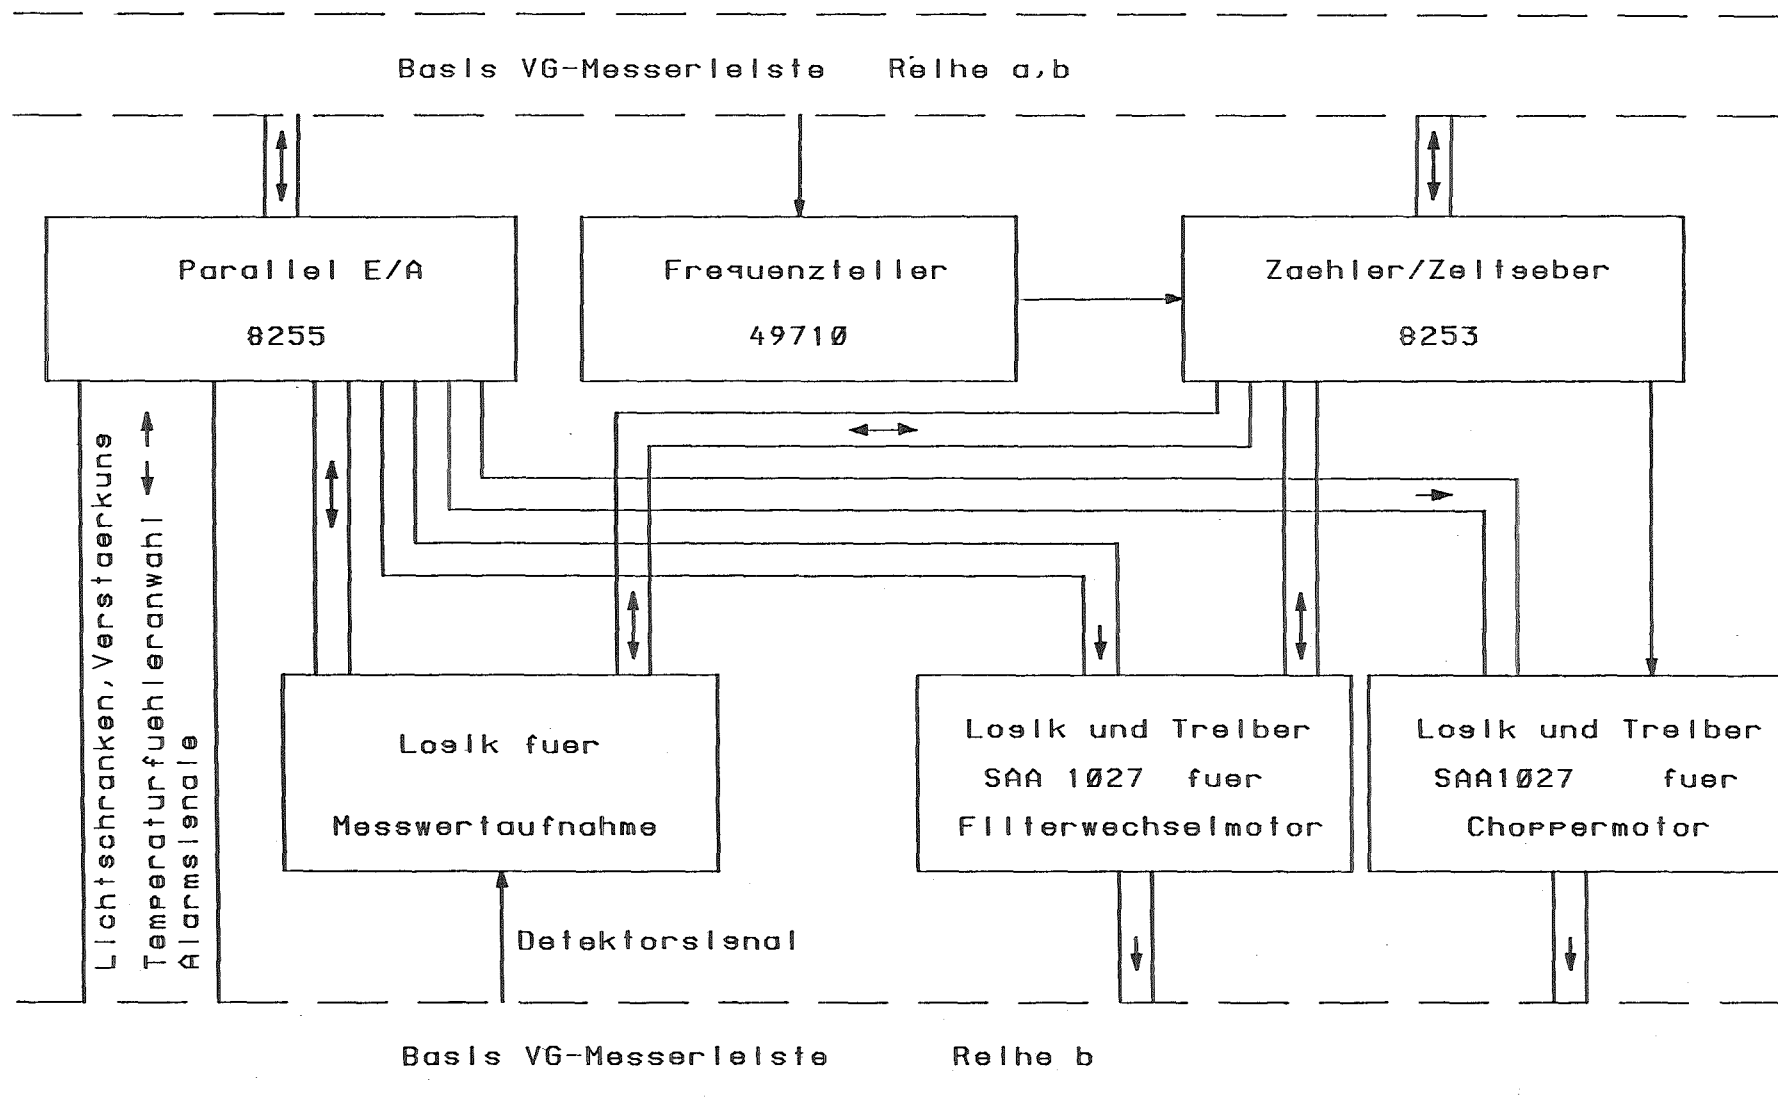 Basis VG-Messerleiste Reihe a,b
Parallel E/A
8255
Frequenzteiler
49710
Zaehler/Zeitgeber
8253
Lichtschranken, Verstaerkung
Temperaturfuehleranwahl
Alarmsignale
Logik fuer
Messwertaufnahme
Logik und Treiber
SAA 1027 fuer
Filterwechselmotor
Logik und Treiber
SAA1027 fuer
Choppermotor
Detektorsignal
Basis VG-Messerleiste Reihe b